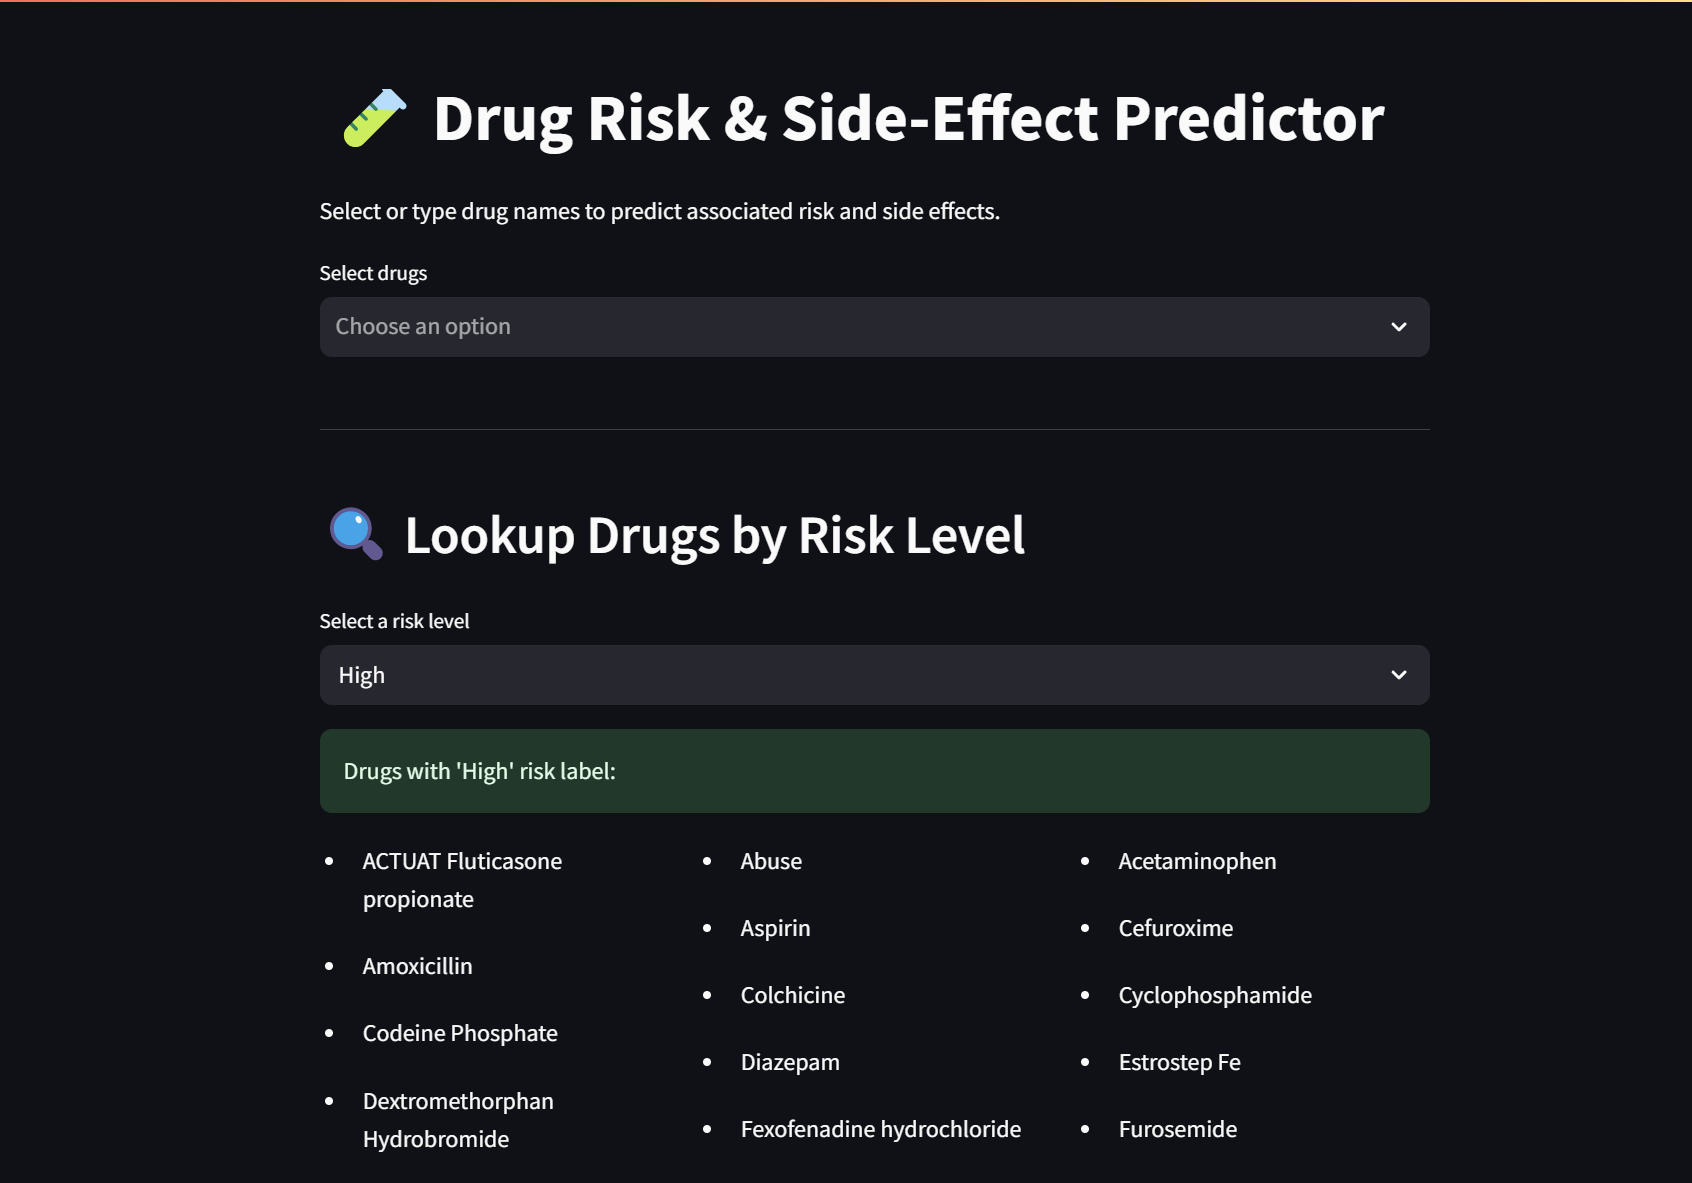 Drug Risk & Side-Effect Predictor
Select or type drug names to predict associated risk and side effects.
Select drugs
Choose an option
Lookup Drugs by Risk Level
Select a risk level
High
Drugs with 'High' risk label:
ACTUAT Fluticasone
propionate
Amoxicillin
Codeine Phosphate
Dextromethorphan
Hydrobromide
Abuse
Aspirin
Colchicine
Diazepam
Fexofenadine hydrochloride
Acetaminophen
Cefuroxime
Cyclophosphamide
Estrostep Fe
Furosemide